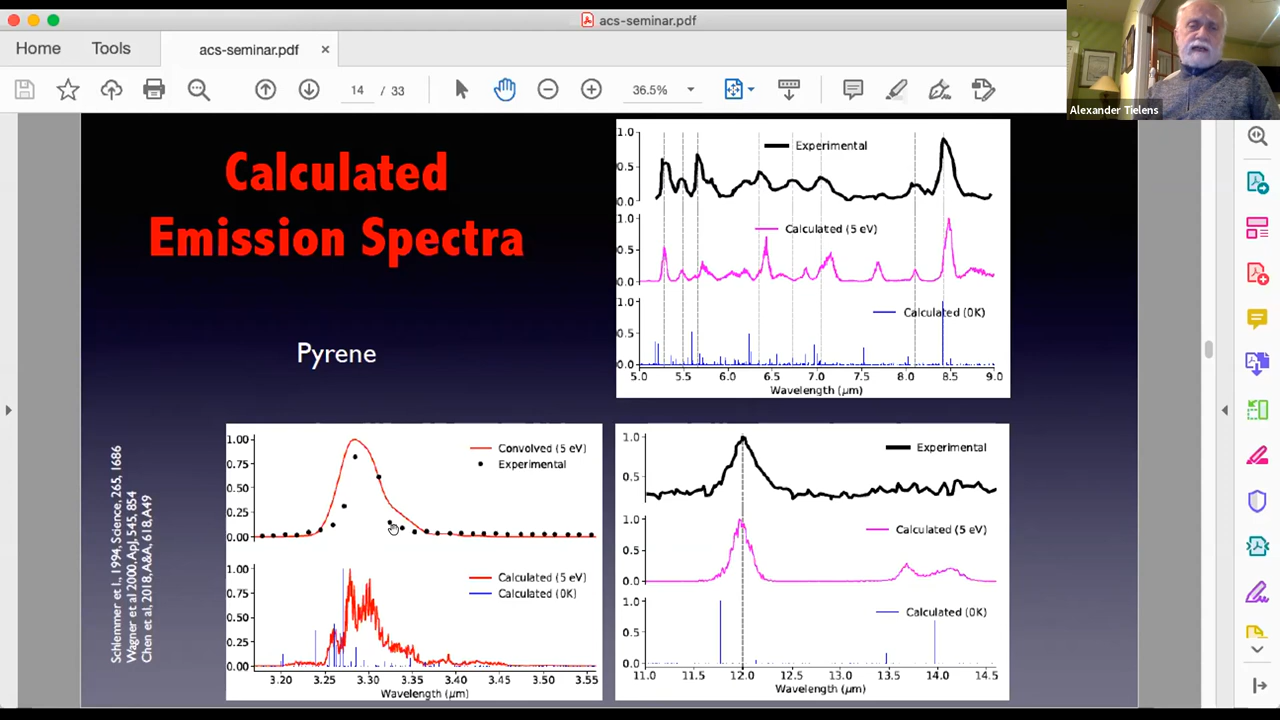 acs-seminar.pdf
Home
Tools
acs-seminar.pdf
14 / 33
36.5%
Alexander Tielens
Calculated
Emission Spectra
Pyrene
Schlemmer et l., 1994, Science, 265, 1686
Wagner et al 2000, ApJ, 545, 854
Chen et al, 2018, A&A, 618, A49
1.0
0.5
0.0
Experimental
1.0
0.5
0.0
Calculated (5 eV)
1.0
0.5
0.0
Calculated (0K)
5.0 5.5 6.0 6.5 7.0 7.5 8.0 8.5 9.0
Wavelength (μm)
1.00
0.75
0.50
0.25
0.00
Convolved (5 eV)
Experimental
1.00
0.75
0.50
0.25
0.00
Calculated (5 eV)
Calculated (0K)
3.20 3.25 3.30 3.35 3.40 3.45 3.50 3.55
Wavelength (μm)
1.0
0.5
Experimental
1.0
0.5
0.0
Calculated (5 eV)
1.0
0.5
0.0
Calculated (0K)
11.0 11.5 12.0 12.5 13.0 13.5 14.0 14.5
Wavelength (μm)